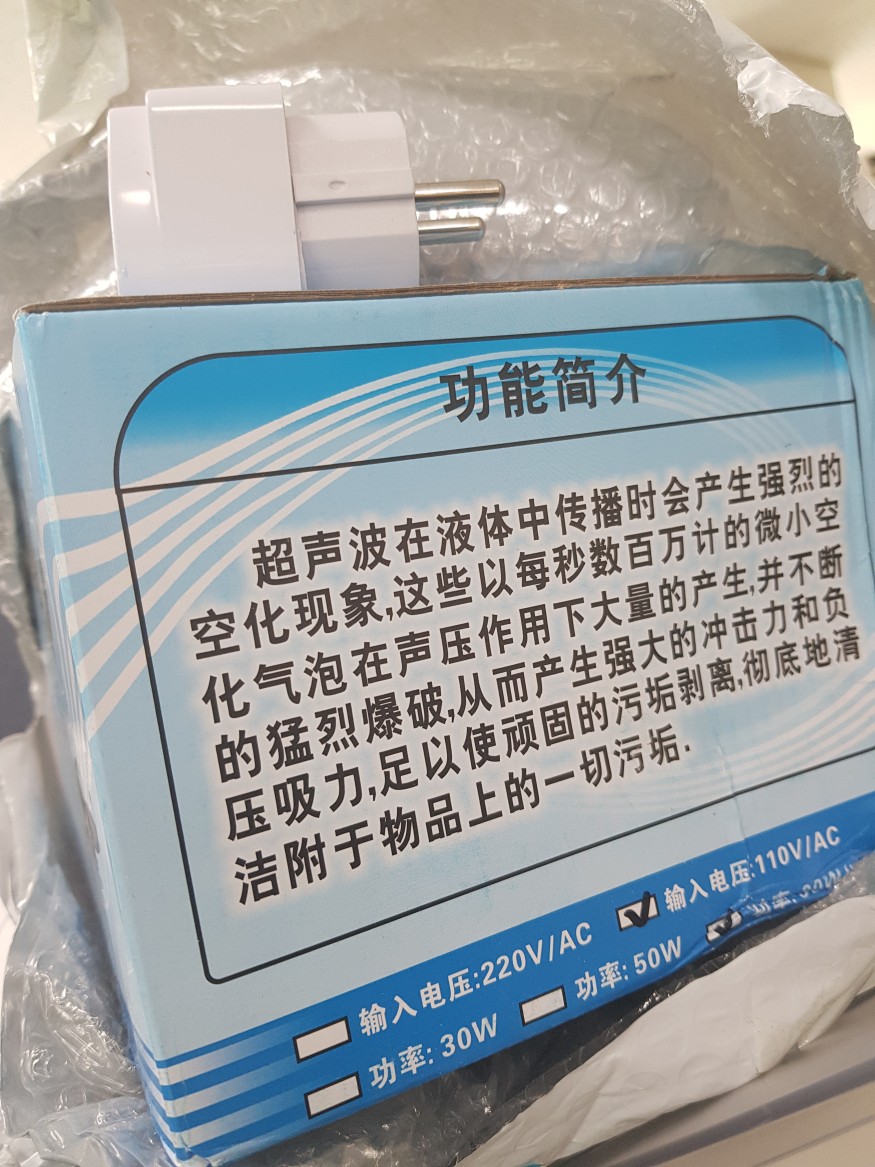 功能简介
超声波在液体中传播时会产生强烈的
空化现象,这些以每秒数百万计的微小空
化气泡在声压作用下大量的产生,并不断
的猛烈爆破,从而产生强大的冲击力和负
压吸力,足以使顽固的污垢剥离,彻底地清
洁附于物品上的一切污垢.
输入电压:220V/AC 输入电压:110V/AC
功率: 30W 功率: 50W 功率: